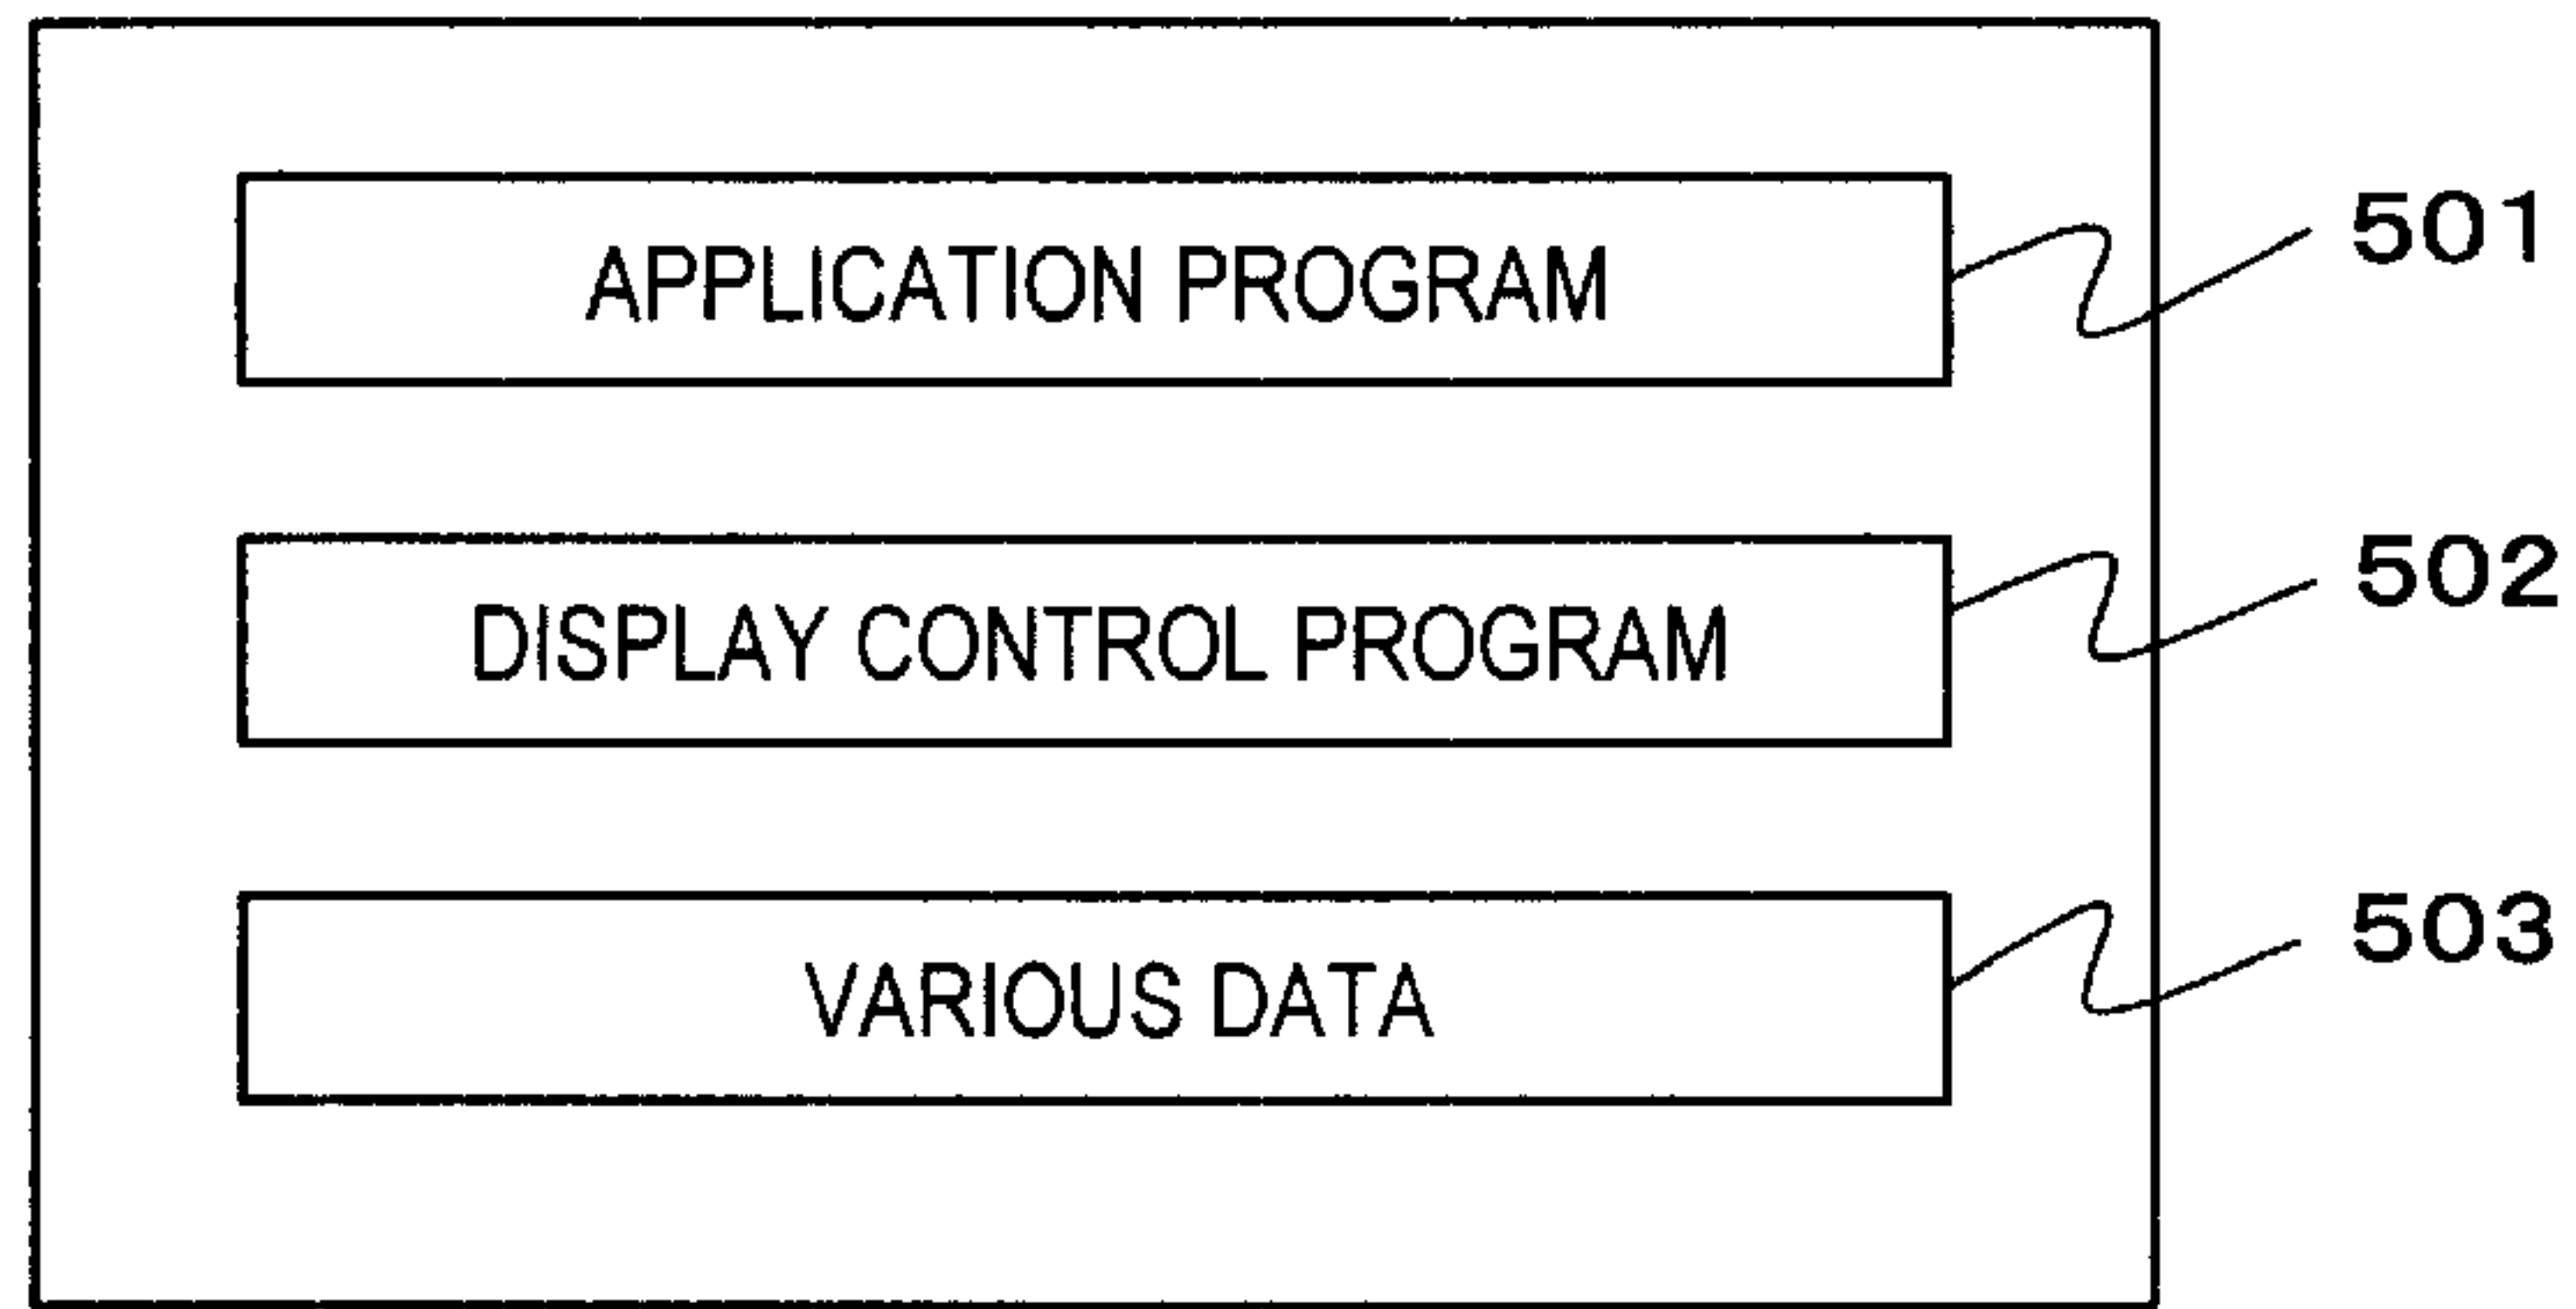 APPLICATION PROGRAM 501
DISPLAY CONTROL PROGRAM 502
VARIOUS DATA 503